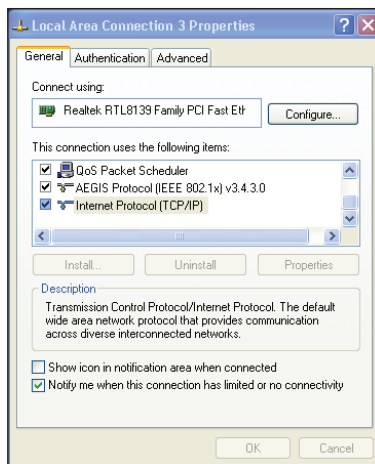 Local Area Connection 3 Properties
General Authentication Advanced
Connect using:
Realtek RTL8139 Family PCI Fast Eth
Configure...
This connection uses the following items:
QoS Packet Scheduler
AEGIS Protocol (IEEE 802.1x) v3.4.3.0
Internet Protocol (TCP/IP)
Install... Uninstall Properties
Description
Transmission Control Protocol/Internet Protocol. The default
wide area network protocol that provides communication
across diverse interconnected networks.
Show icon in notification area when connected
Notify me when this connection has limited or no connectivity
OK Cancel